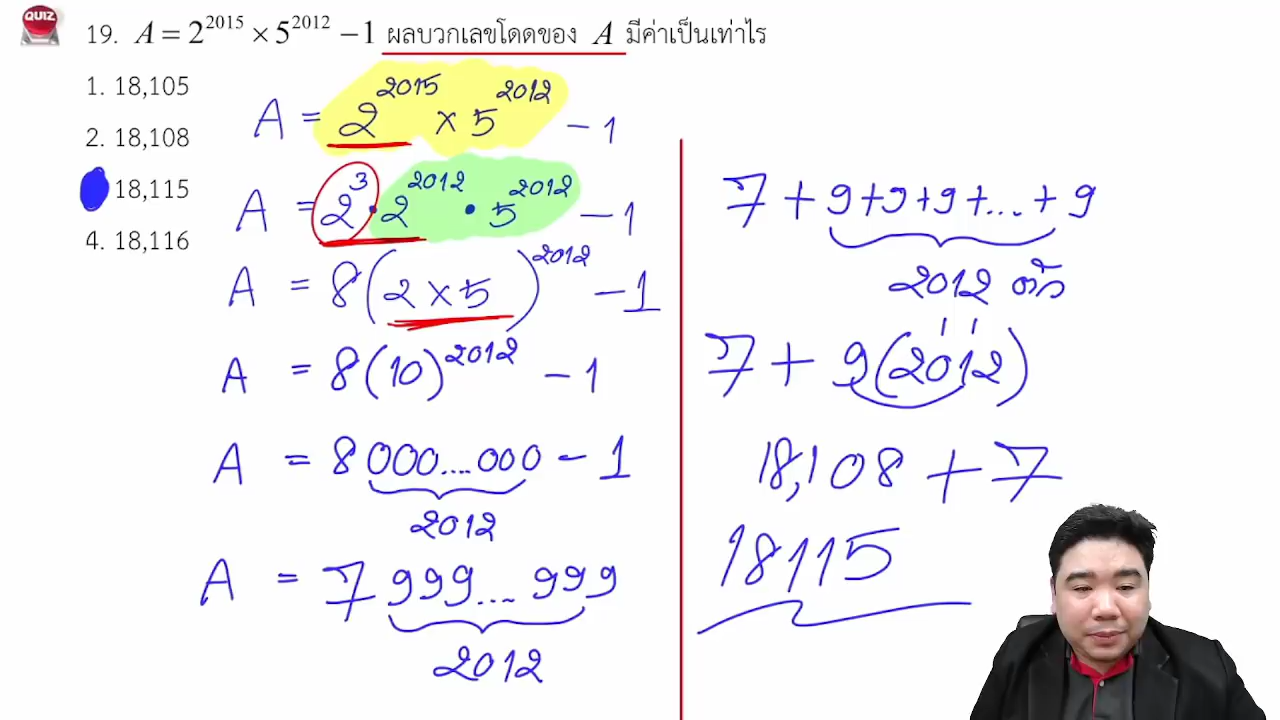 QUIZ
19. A = 2^2015 × 5^2012 − 1 ผลบวกเลขโดดของ A มีค่าเป็นเท่าไร
1. 18,105
2. 18,108
18,115
4. 18,116
A = 2^2015 × 5^2012 − 1
A = 2^3 • 2^2012 • 5^2012 − 1
A = 8(2 × 5)^2012 − 1
A = 8(10)^2012 − 1
A = 8000....000 − 1
2012
A = 7999....999
2012
7 + 9 + 9 + 9 + ... + 9
2012 ตัว
7 + 9(2012)
18,108 + 7
18115